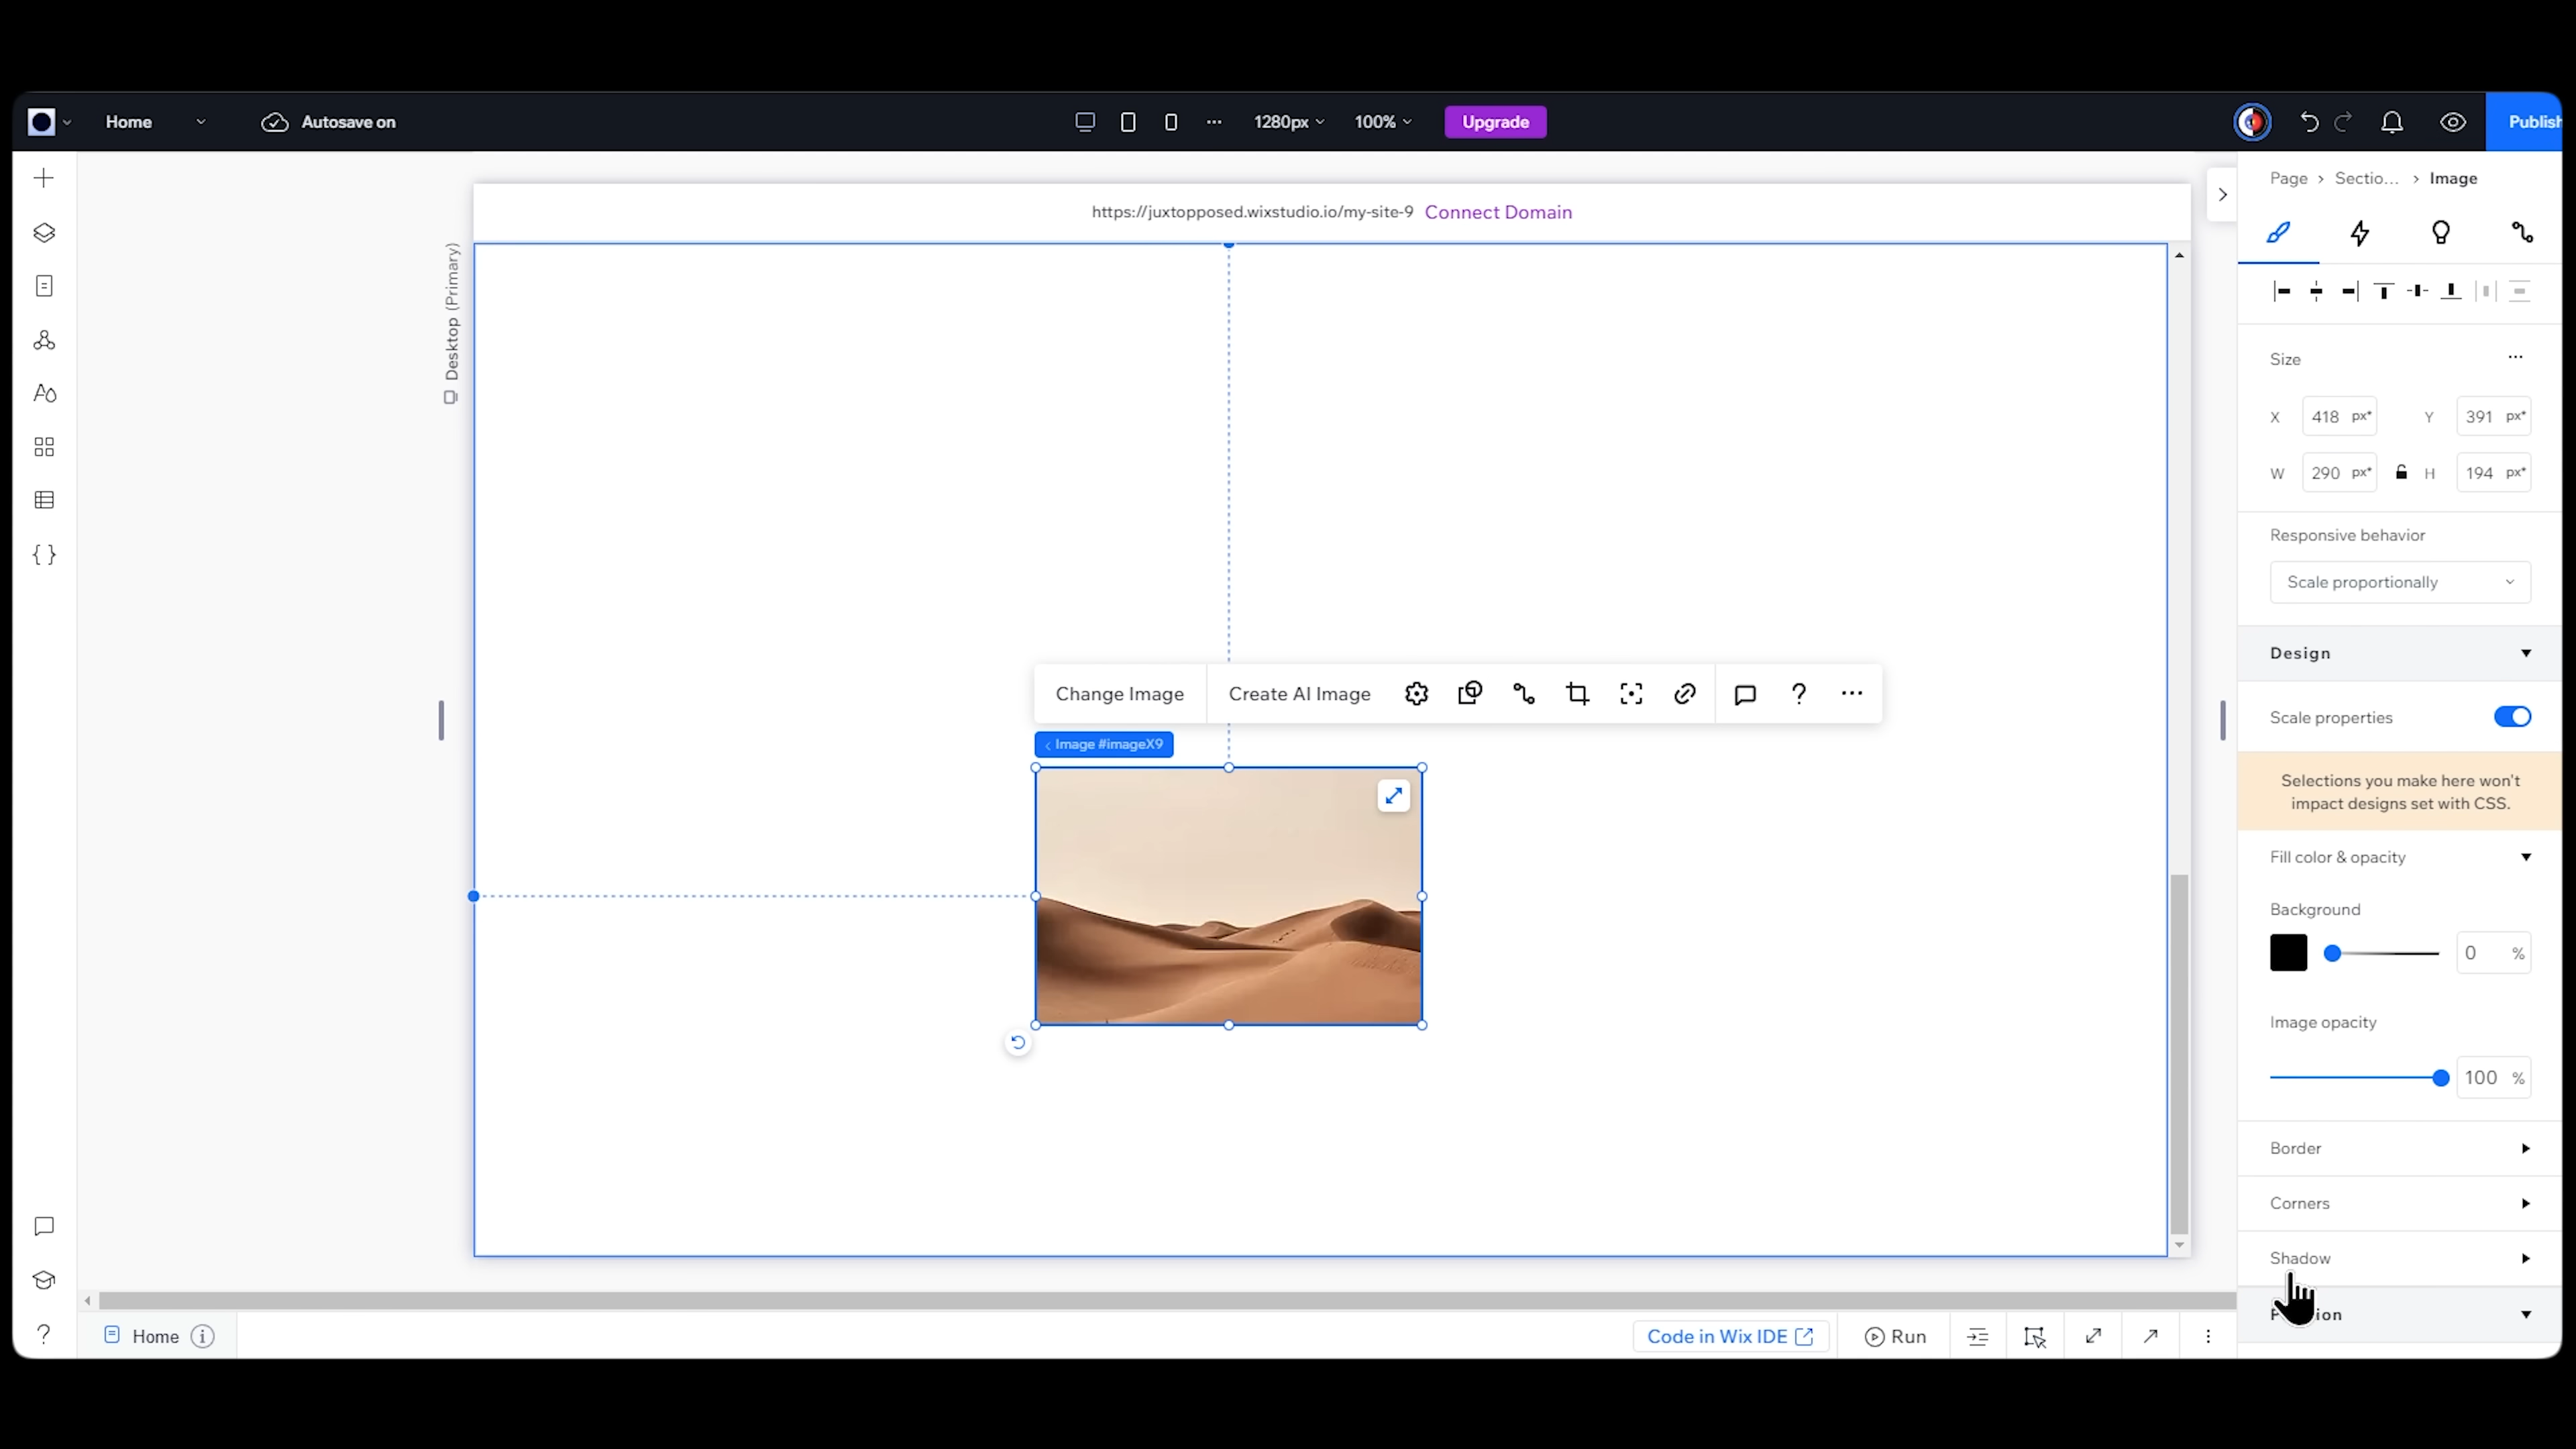 Home
Autosave on
1280px
100%
Upgrade
Publish
https://juxtopposed.wixstudio.io/my-site-9 Connect Domain
Desktop (Primary)
Page > Sectio... > Image
Size
X 418 px* Y 391 px*
W 290 px* H 194 px*
Responsive behavior
Scale proportionally
Design
Scale properties
Selections you make here won't
impact designs set with CSS.
Fill color & opacity
Background
0 %
Image opacity
100 %
Border
Corners
Shadow
Change Image
Create AI Image
Image #imageX9
Home
Code in Wix IDE
Run